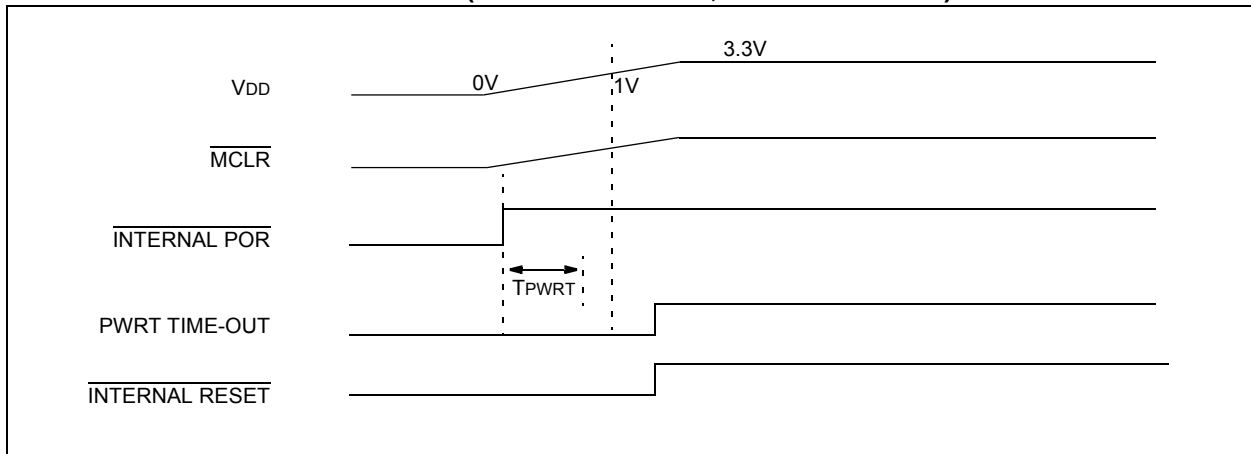 3.3V
VDD
0V
1V
MCLR
INTERNAL POR
TPWRT
PWRT TIME-OUT
INTERNAL RESET